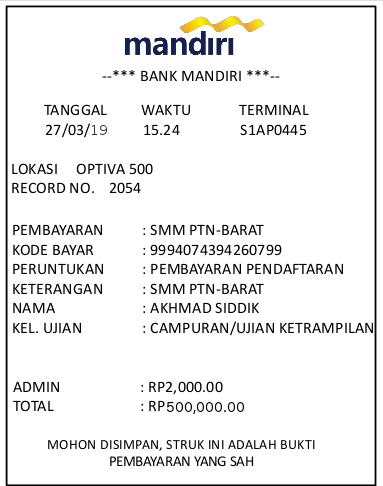 mandiri
--*** BANK MANDIRI ***--
TANGGAL WAKTU TERMINAL
27/03/19 15.24 S1AP0445
LOKASI OPTIVA 500
RECORD NO. 2054
PEMBAYARAN : SMM PTN-BARAT
KODE BAYAR : 9994074394260799
PERUNTUKAN : PEMBAYARAN PENDAFTARAN
KETERANGAN : SMM PTN-BARAT
NAMA : AKHMAD SIDDIK
KEL. UJIAN : CAMPURAN/UJIAN KETRAMPILAN
ADMIN : RP2,000.00
TOTAL : RP500,000.00
MOHON DISIMPAN, STRUK INI ADALAH BUKTI
PEMBAYARAN YANG SAH